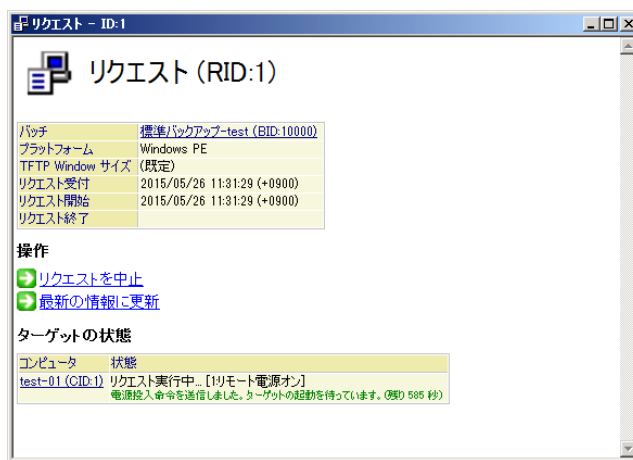 リクエスト - ID:1
リクエスト (RID:1)
バッチ 標準バックアップ-test (BID:10000)
プラットフォーム Windows PE
TFTP Window サイズ (既定)
リクエスト受付 2015/05/26 11:31:29 (+0900)
リクエスト開始 2015/05/26 11:31:29 (+0900)
リクエスト終了
操作
リクエストを中止
最新の情報に更新
ターゲットの状態
コンピュータ 状態
test-01 (CID:1) リクエスト実行中... [1:リモート電源オン]
電源投入命令を送信しました。ターゲットの起動を待っています。(残り 585 秒)